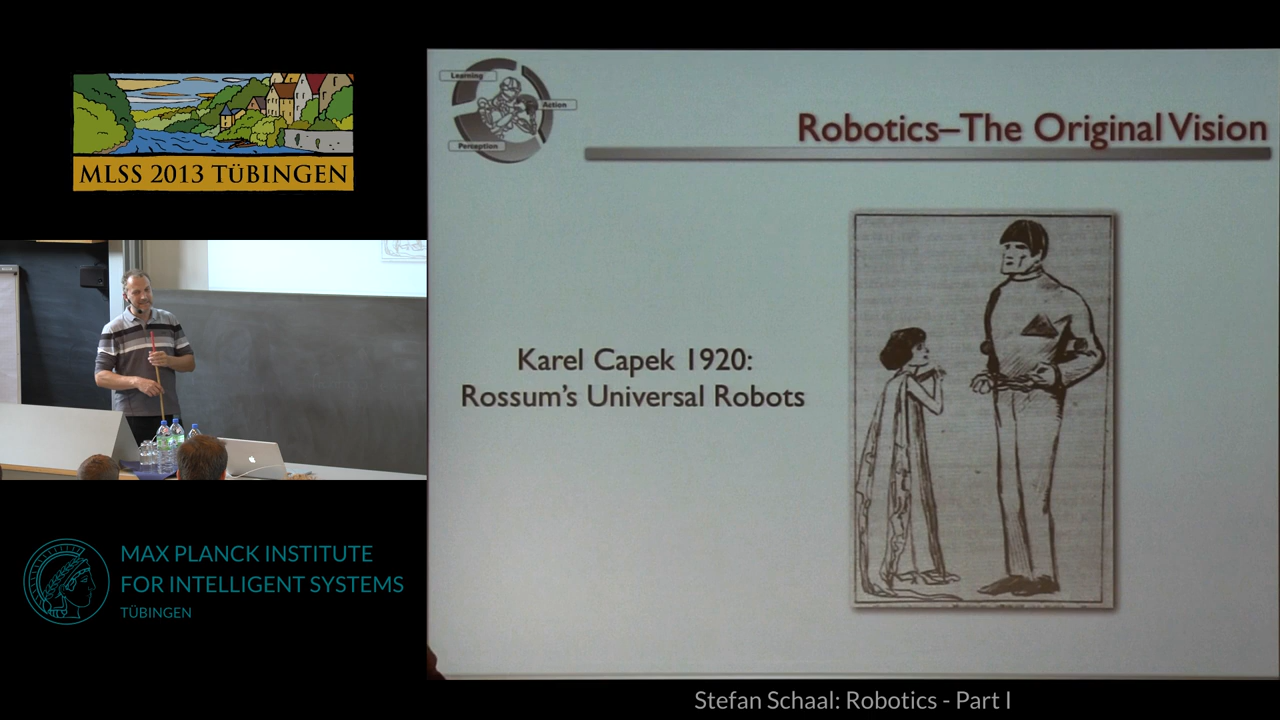 MLSS 2013 TÜBINGEN
MAX PLANCK INSTITUTE
FOR INTELLIGENT SYSTEMS
TÜBINGEN
Learning
Action
Perception
Robotics–The Original Vision
Karel Capek 1920:
Rossum's Universal Robots
Stefan Schaal: Robotics - Part I